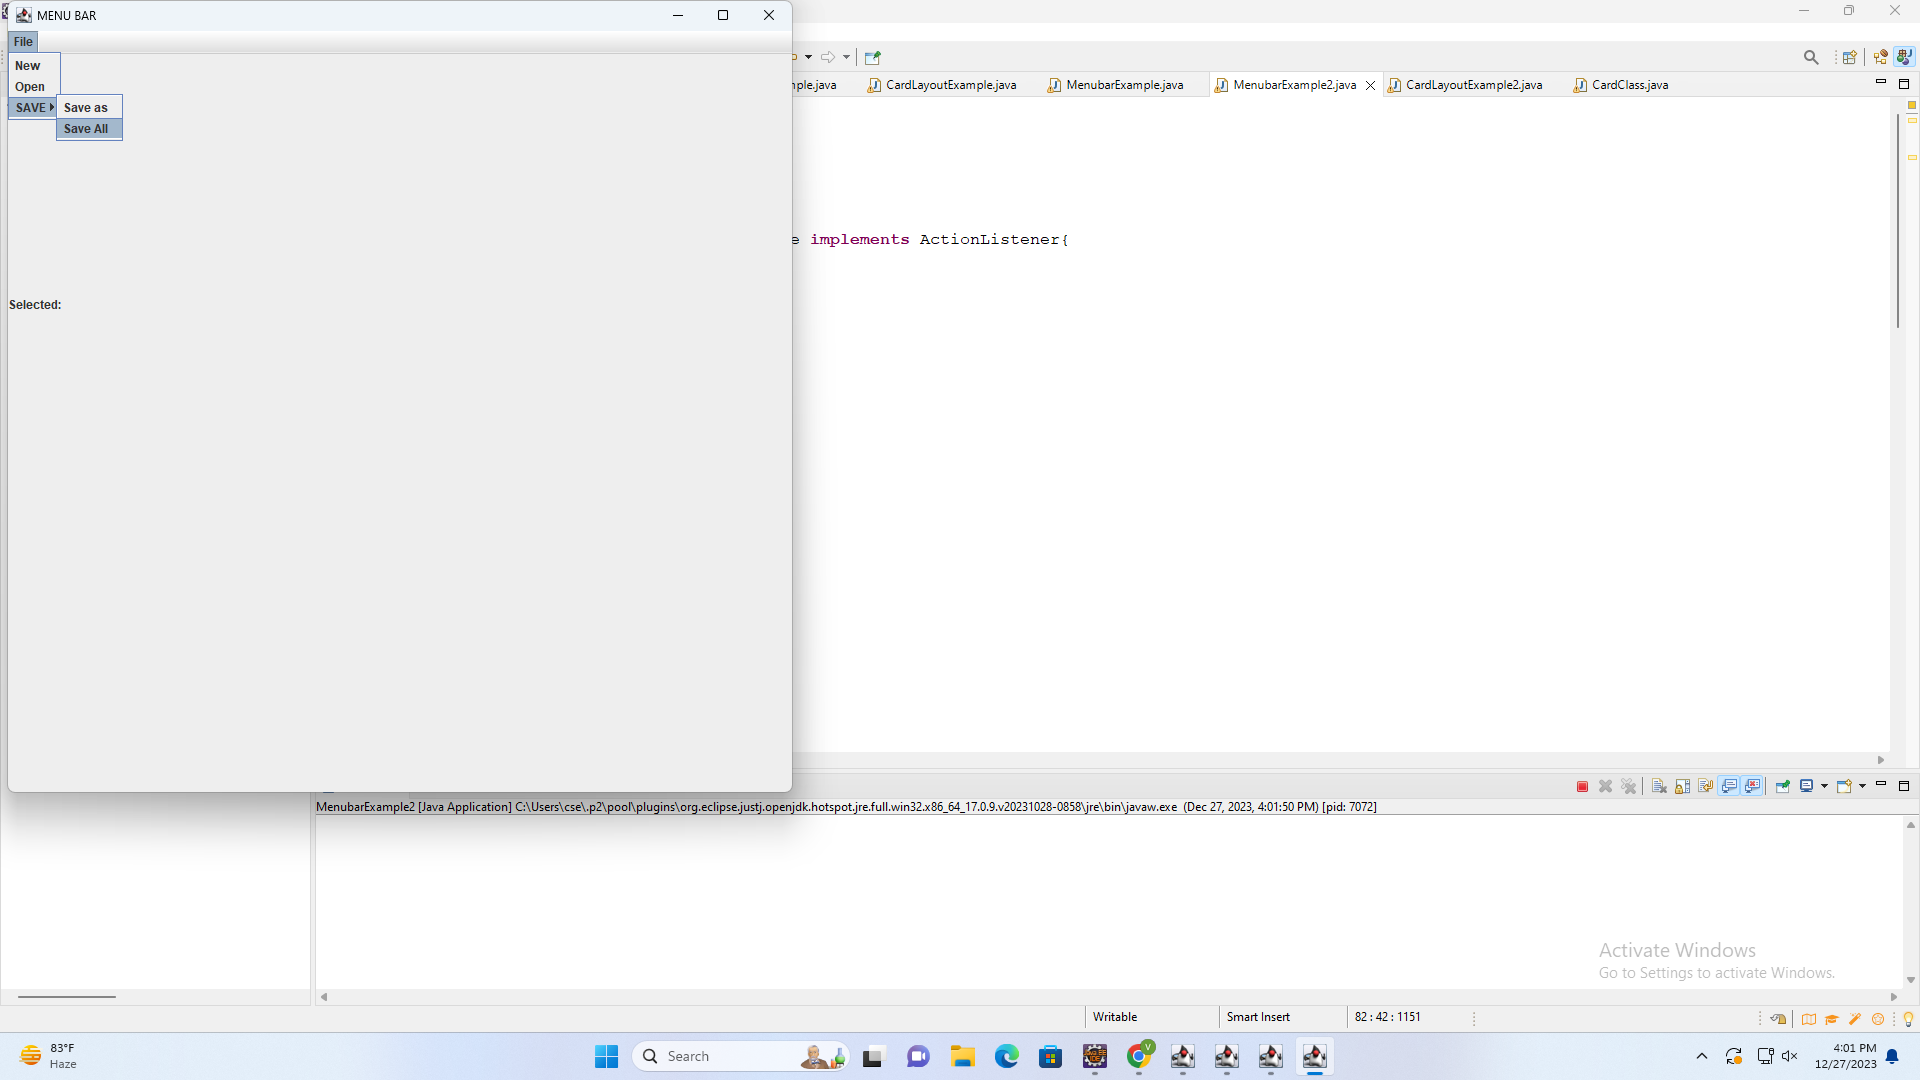 MENU BAR
File
New
Open
SAVE
Save as
Save All
Selected:
mple.java
CardLayoutExample.java
MenubarExample.java
MenubarExample2.java
CardLayoutExample2.java
CardClass.java
e implements ActionListener{
MenubarExample2 [Java Application] C:\Users\cse\.p2\pool\plugins\org.eclipse.justj.openjdk.hotspot.jre.full.win32.x86_64_17.0.9.v20231028-0858\jre\bin\javaw.exe (Dec 27, 2023, 4:01:50 PM) [pid: 7072]
Activate Windows
Go to Settings to activate Windows.
Writable
Smart Insert
82 : 42 : 1151
83°F
Haze
Search
V
4:01 PM
12/27/2023